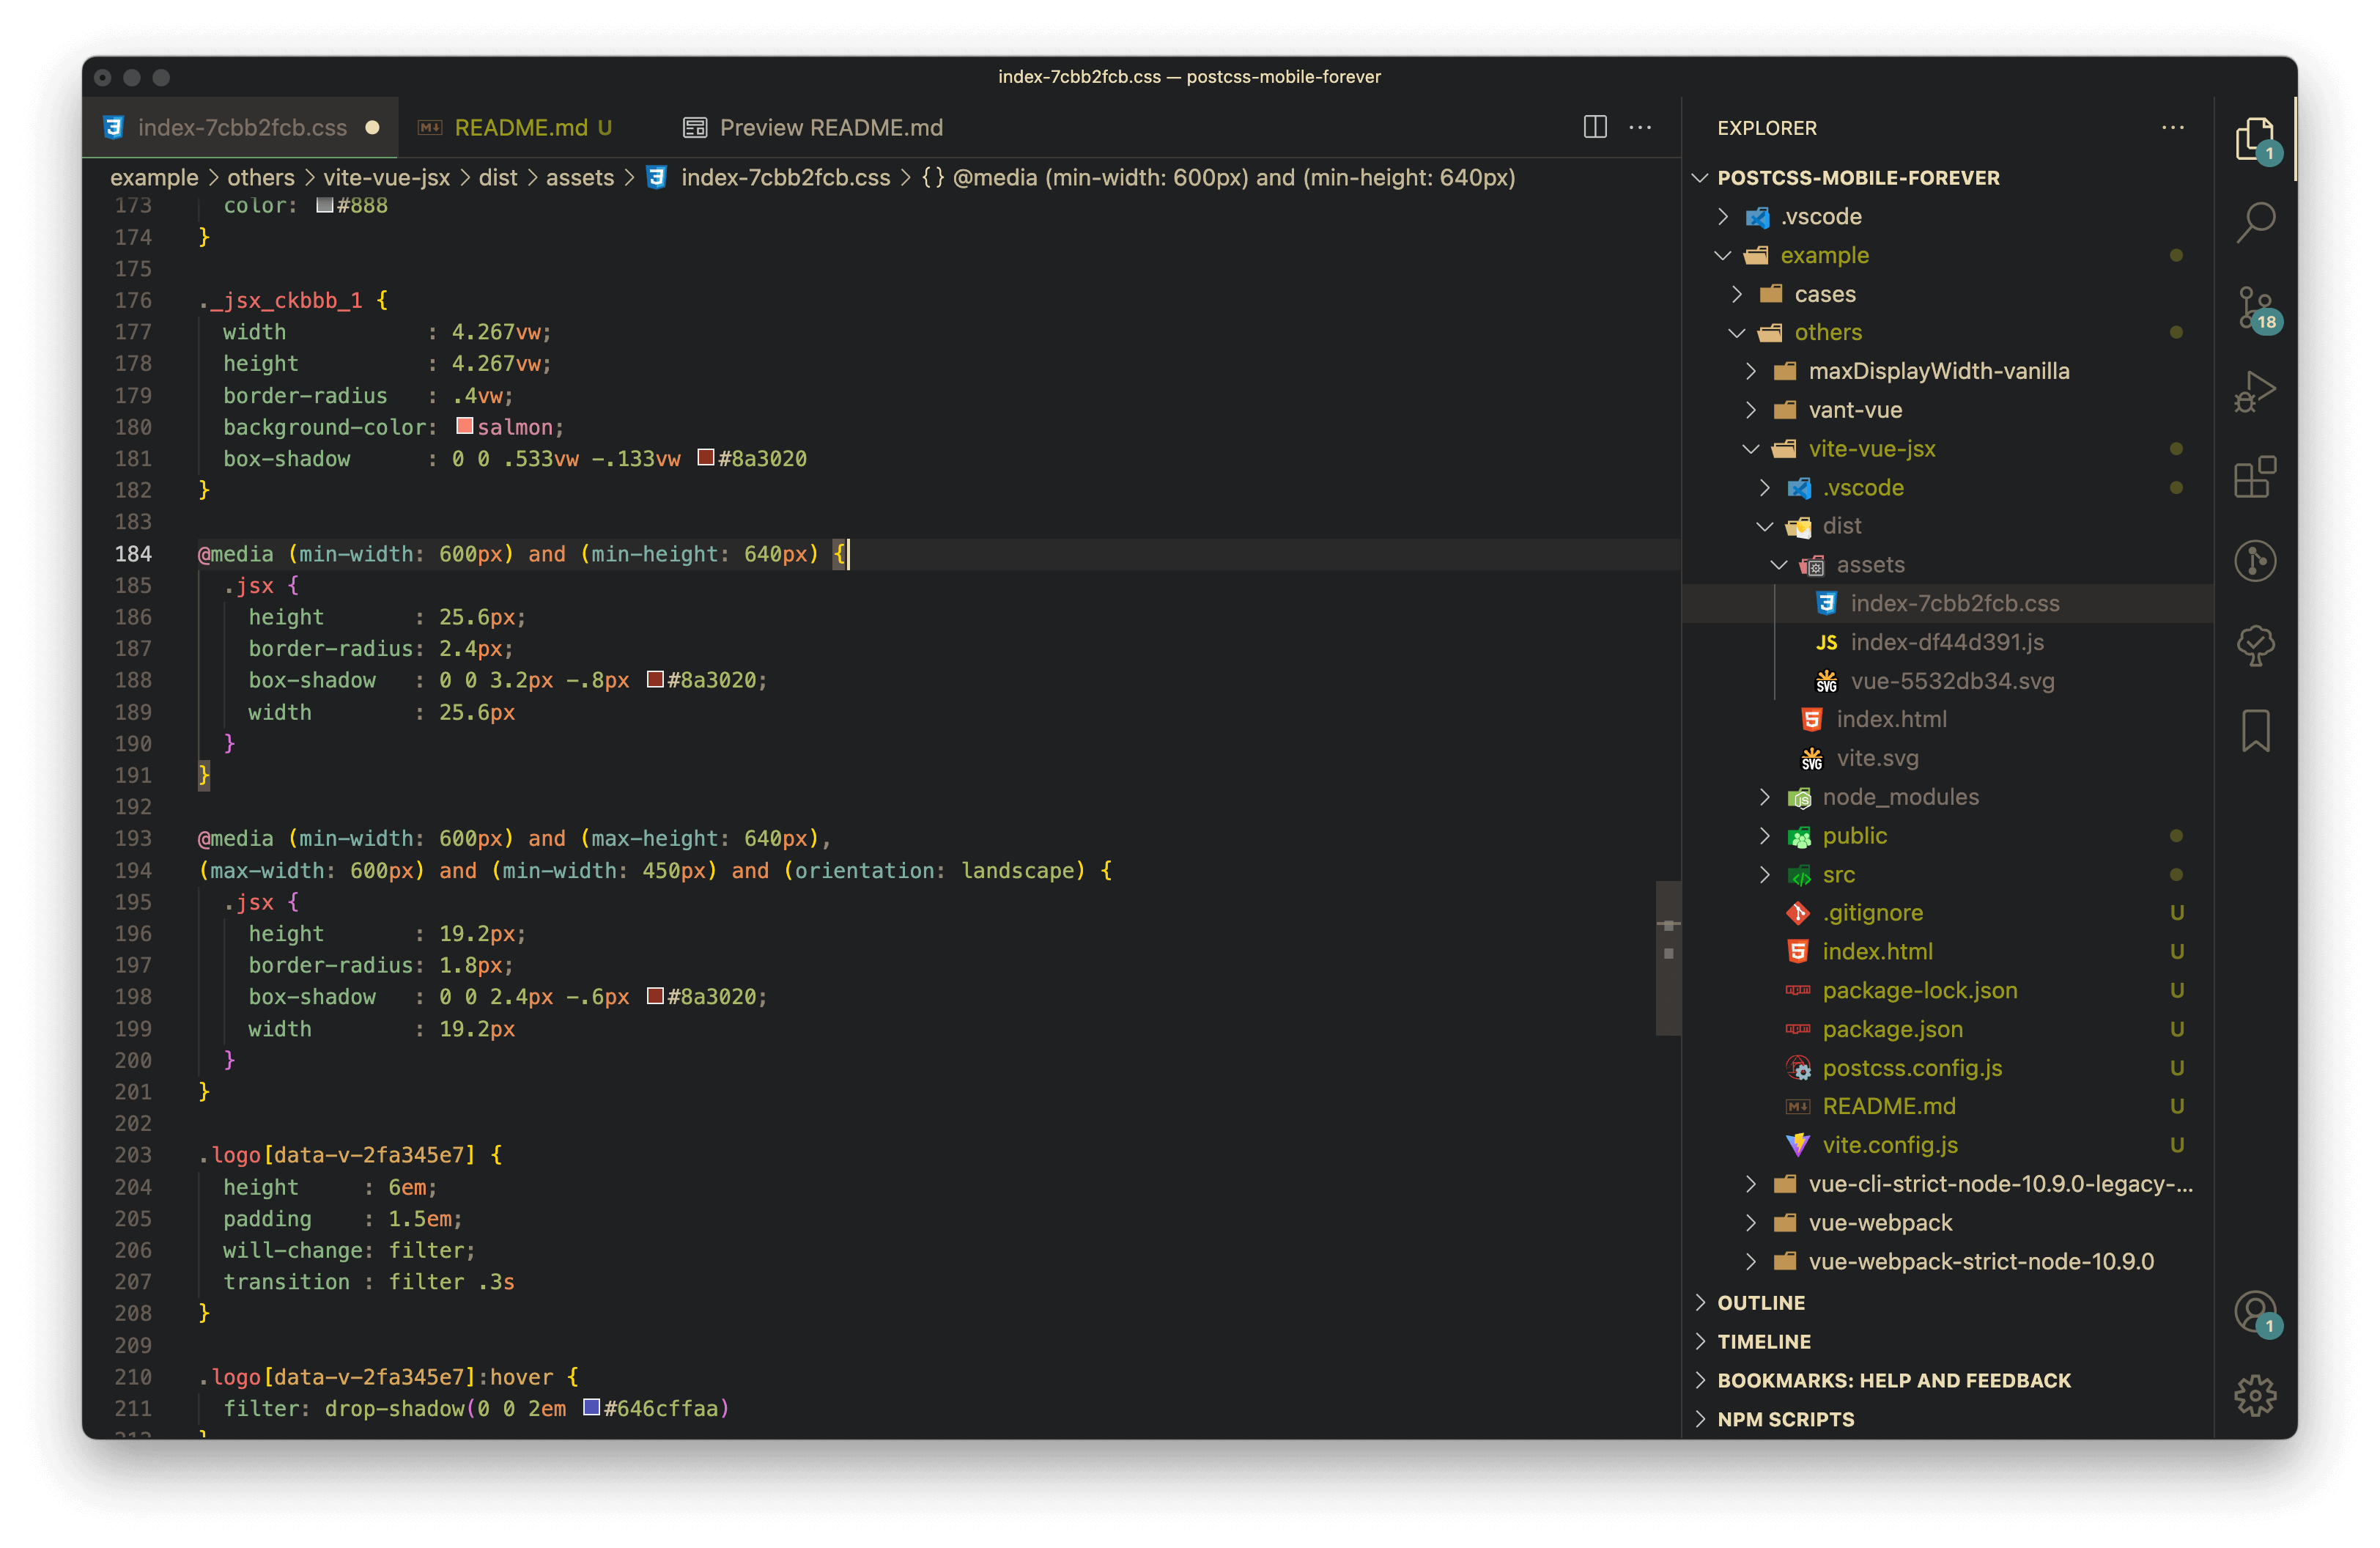 index-7cbb2fcb.css — postcss-mobile-forever
index-7cbb2fcb.css
README.md U
Preview README.md
example > others > vite-vue-jsx > dist > assets > index-7cbb2fcb.css > {} @media (min-width: 600px) and (min-height: 640px)
173 color: #888
174 }
175
176 ._jsx_ckbbb_1 {
177 width : 4.267vw;
178 height : 4.267vw;
179 border-radius : .4vw;
180 background-color: salmon;
181 box-shadow : 0 0 .533vw -.133vw #8a3020
182 }
183
184 @media (min-width: 600px) and (min-height: 640px) {
185 .jsx {
186 height : 25.6px;
187 border-radius: 2.4px;
188 box-shadow : 0 0 3.2px -.8px #8a3020;
189 width : 25.6px
190 }
191 }
192
193 @media (min-width: 600px) and (max-height: 640px),
194 (max-width: 600px) and (min-width: 450px) and (orientation: landscape) {
195 .jsx {
196 height : 19.2px;
197 border-radius: 1.8px;
198 box-shadow : 0 0 2.4px -.6px #8a3020;
199 width : 19.2px
200 }
201 }
202
203 .logo[data-v-2fa345e7] {
204 height : 6em;
205 padding : 1.5em;
206 will-change: filter;
207 transition : filter .3s
208 }
209
210 .logo[data-v-2fa345e7]:hover {
211 filter: drop-shadow(0 0 2em #646cffaa)
212 }
EXPLORER
POSTCSS-MOBILE-FOREVER
.vscode
example
cases
others
maxDisplayWidth-vanilla
vant-vue
vite-vue-jsx
.vscode
dist
assets
index-7cbb2fcb.css
JS index-df44d391.js
SVG vue-5532db34.svg
index.html
SVG vite.svg
node_modules
public
src
.gitignore U
index.html U
package-lock.json U
package.json U
postcss.config.js U
README.md U
vite.config.js U
vue-cli-strict-node-10.9.0-legacy-...
vue-webpack
vue-webpack-strict-node-10.9.0
OUTLINE
TIMELINE
BOOKMARKS: HELP AND FEEDBACK
NPM SCRIPTS
1
18
1